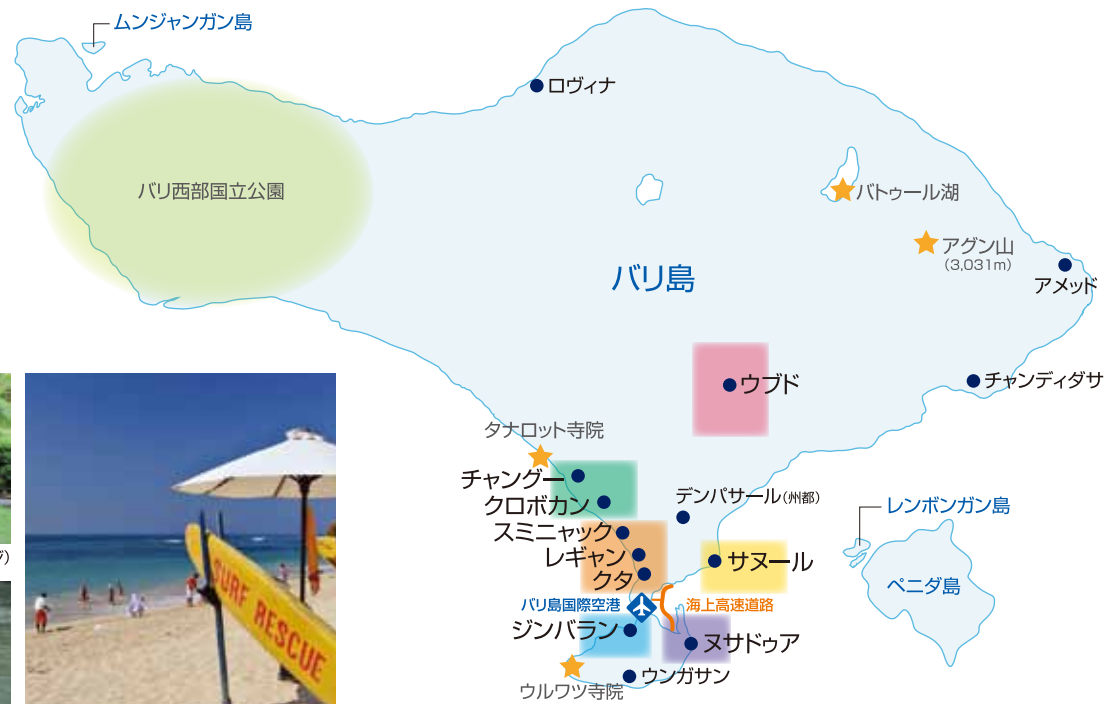 ムンジャンガン島
ロヴィナ
バリ西部国立公園
バトゥール湖
アグン山
(3,031m)
バリ島
アメッド
ウブド
チャンディダサ
タナロット寺院
チャングー
クロボカン
デンパサール(州都)
スミニャック
レギャン
クタ
サヌール
レンボンガン島
ペニダ島
バリ島国際空港
海上高速道路
ジンバラン
ヌサドゥア
ウンガサン
ウルワツ寺院
SURF RESCUE